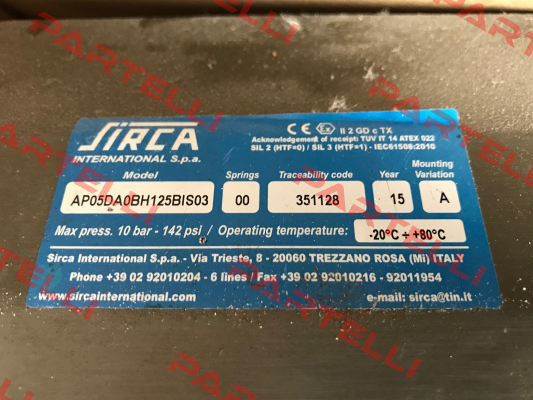 PARTELLI
SIRCA
INTERNATIONAL S.p.a.
CE Ex II 2 GD c TX
Acknowledgement of receipt: TUV IT 14 ATEX 022
SIL 2 (HTF=0) / SIL 3 (HTF=1) - IEC61508:2010
Model Springs Traceability code Year Mounting Variation
AP05DA0BH125BIS03 00 351128 15 A
Max press. 10 bar - 142 psi / Operating temperature: -20°C ÷ +80°C
Sirca International S.p.a. - Via Trieste, 8 - 20060 TREZZANO ROSA (Mi) ITALY
Phone +39 02 92010204 - 6 lines / Fax +39 02 92010216 - 92011954
www.sircainternational.com e-mail: sirca@tin.it
PARTELLI